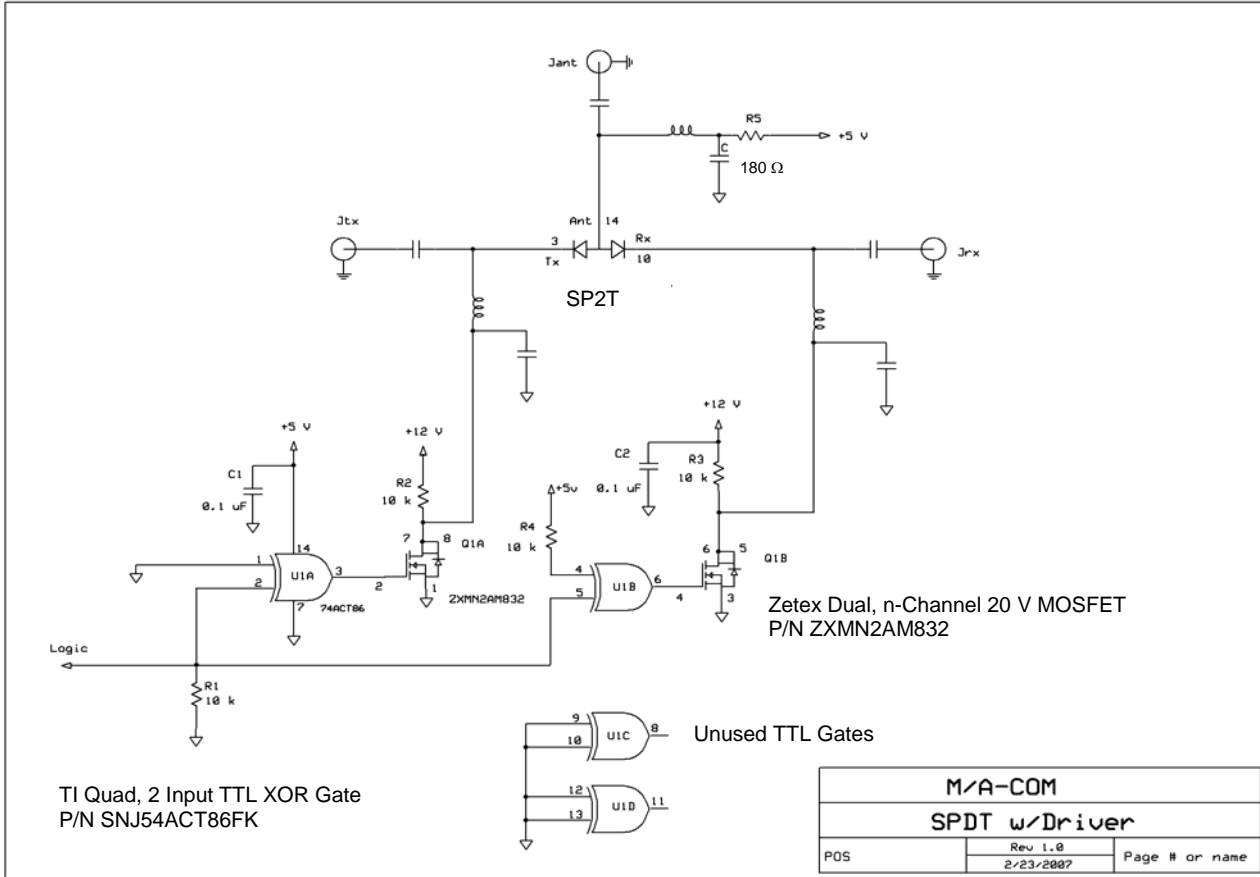 Jant
R5
+5 V
C
180 Ω
Jtx
Ant 14
3
Tx
Rx
10
Jrx
SP2T
+5 V
+12 V
+12 V
C1
0.1 uF
R2
10 k
C2
0.1 uF
R3
10 k
+5v
R4
10 k
14
1
2
U1A
3
7
74ACT86
2
7
8
Q1A
1
ZXMN2AM832
4
5
U1B
6
4
6
5
Q1B
3
Zetex Dual, n-Channel 20 V MOSFET
P/N ZXMN2AM832
Logic
R1
10 k
9
10
U1C
8
Unused TTL Gates
12
13
U1D
11
TI Quad, 2 Input TTL XOR Gate
P/N SNJ54ACT86FK
M/A-COM
SPDT w/Driver
POS
Rev 1.0
2/23/2007
Page # or name